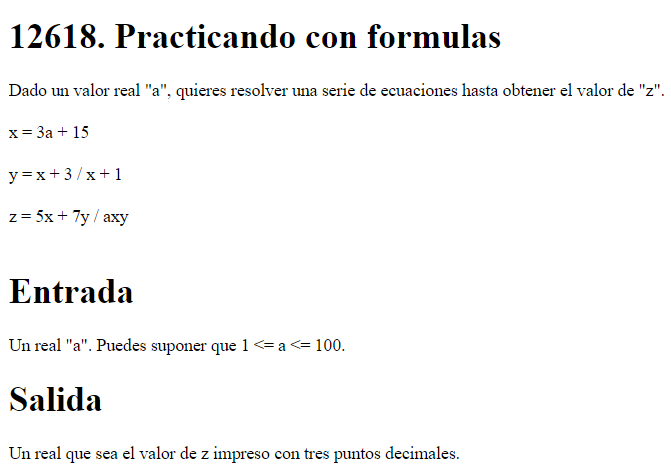 12618. Practicando con formulas
Dado un valor real "a", quieres resolver una serie de ecuaciones hasta obtener el valor de "z".
x = 3a + 15
y = x + 3 / x + 1
z = 5x + 7y / axy
Entrada
Un real "a". Puedes suponer que 1 <= a <= 100.
Salida
Un real que sea el valor de z impreso con tres puntos decimales.